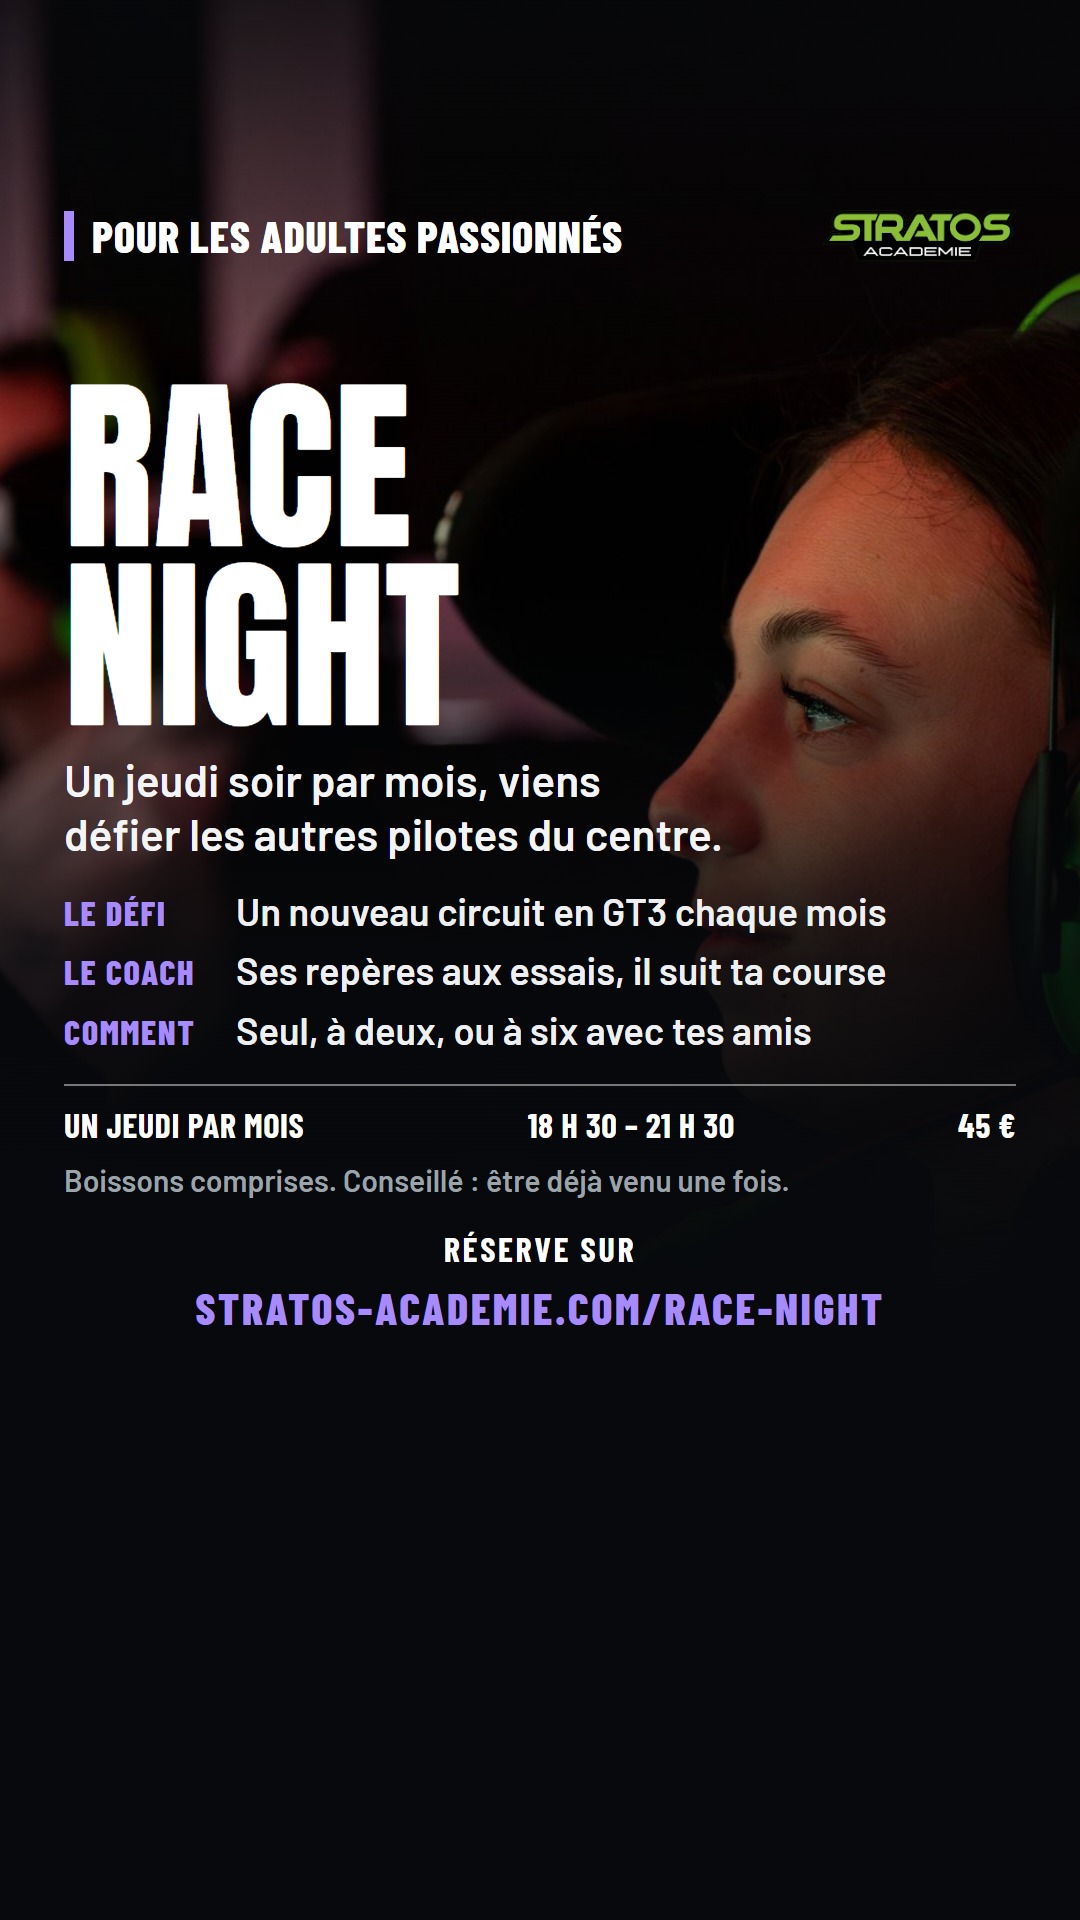 POUR LES ADULTES PASSIONNÉS
STRATOS
ACADEMIE
RACE
NIGHT
Un jeudi soir par mois, viens
défier les autres pilotes du centre.
LE DÉFI Un nouveau circuit en GT3 chaque mois
LE COACH Ses repères aux essais, il suit ta course
COMMENT Seul, à deux, ou à six avec tes amis
UN JEUDI PAR MOIS 18 H 30 – 21 H 30 45 €
Boissons comprises. Conseillé : être déjà venu une fois.
RÉSERVE SUR
STRATOS-ACADEMIE.COM/RACE-NIGHT